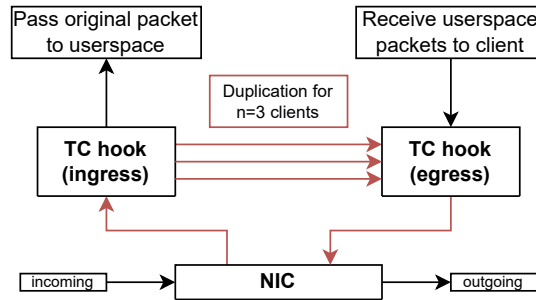 Pass original packet
to userspace
Receive userspace
packets to client
Duplication for
n=3 clients
TC hook
(ingress)
TC hook
(egress)
incoming
NIC
outgoing